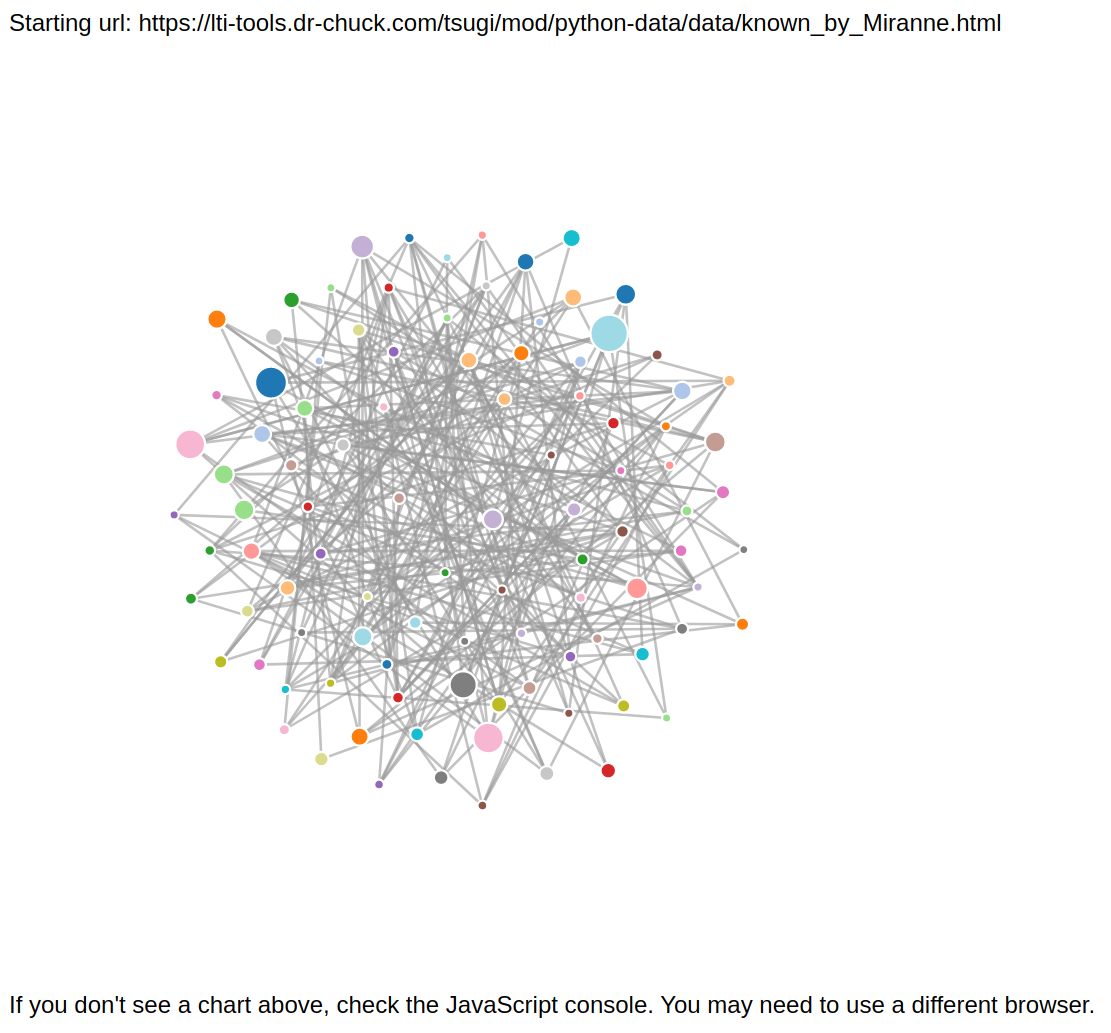 Starting url: https://lti-tools.dr-chuck.com/tsugi/mod/python-data/data/known_by_Miranne.html
If you don't see a chart above, check the JavaScript console. You may need to use a different browser.